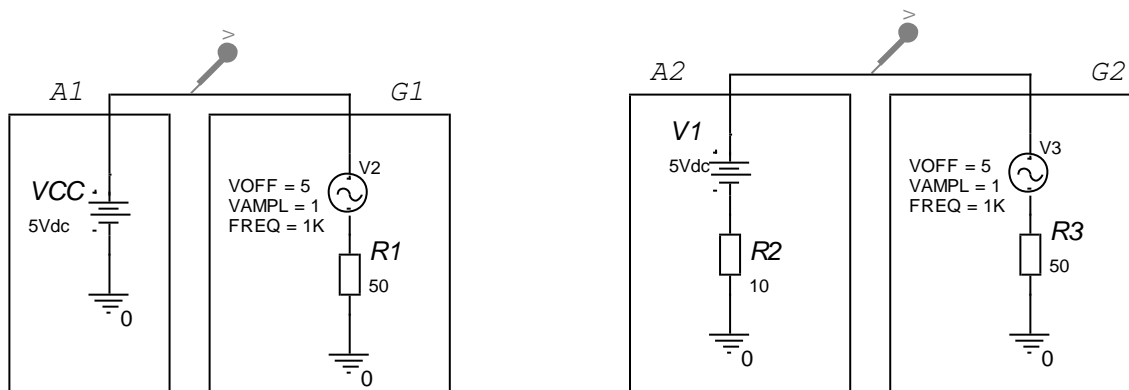 V
A1
G1
VCC
5Vdc
V2
VOFF = 5
VAMPL = 1
FREQ = 1K
R1
50
0
0
V
A2
G2
V1
5Vdc
V3
VOFF = 5
VAMPL = 1
FREQ = 1K
R2
10
R3
50
0
0